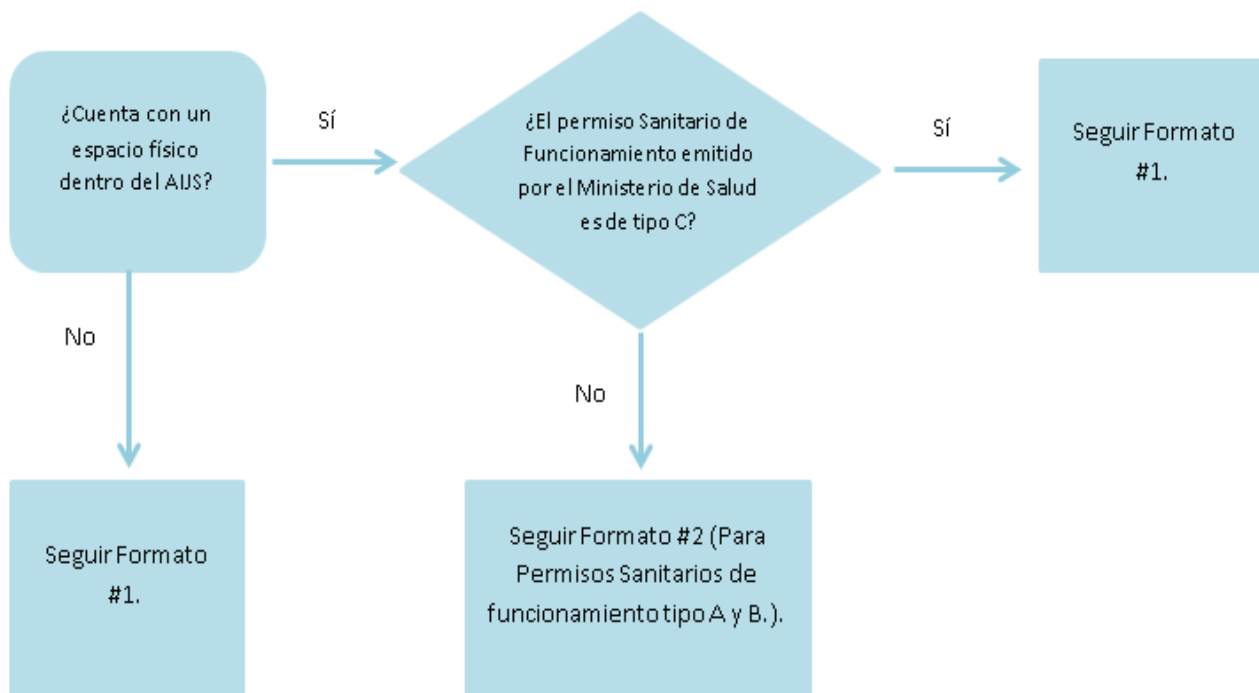 ¿Cuenta con un
espacio físico
dentro del AIJS?
Sí
¿El permiso Sanitario de
Funcionamiento emitido
por el Ministerio de Salud
es de tipo C?
Sí
Seguir Formato
#1.
No
No
Seguir Formato
#1.
Seguir Formato #2 (Para
Permisos Sanitarios de
funcionamiento tipo A y B.).